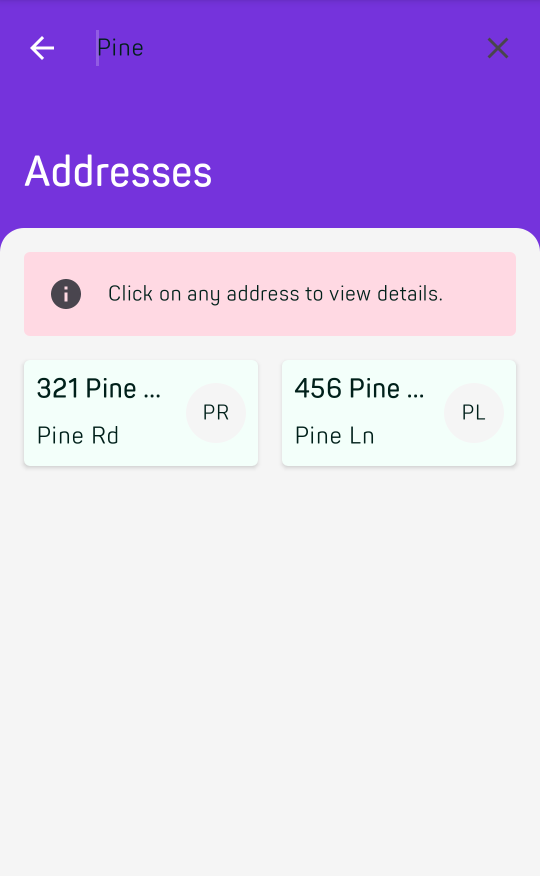 Pine
Addresses
Click on any address to view details.
321 Pine ...
Pine Rd
PR
456 Pine ...
Pine Ln
PL